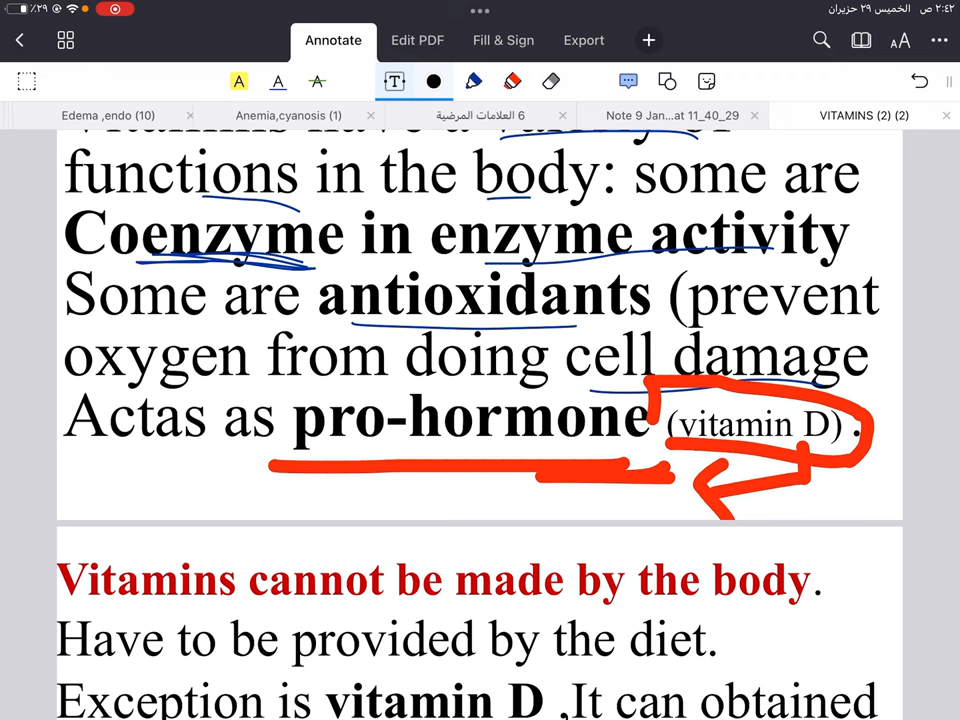 ٪٢٩ ٢:٤٢ ص الخميس ٢٩ حزيران
Annotate Edit PDF Fill & Sign Export
A A A T AA
Edema ,endo (10) Anemia,cyanosis (1) 6 العلامات المرضية Note 9 Jan...at 11_40_29 VITAMINS (2) (2)
functions in the body: some are
Coenzyme in enzyme activity
Some are antioxidants (prevent
oxygen from doing cell damage
Actas as pro-hormone (vitamin D) .
Vitamins cannot be made by the body.
Have to be provided by the diet.
Exception is vitamin D ,It can obtained